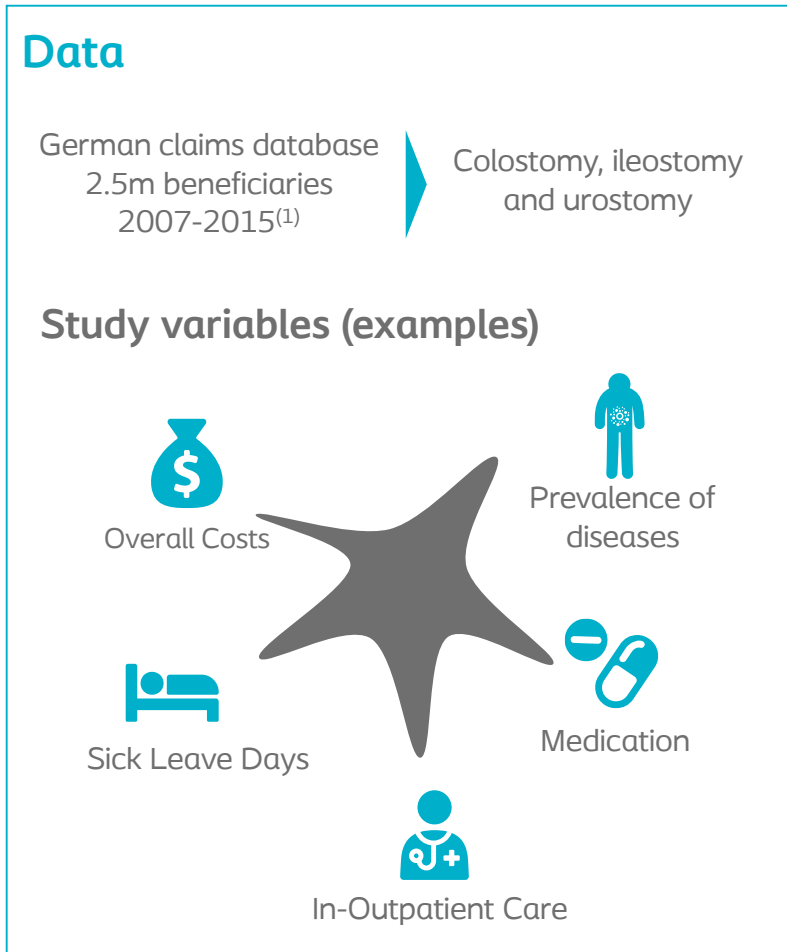 Data
German claims database
2.5m beneficiaries
2007-2015(1)
Colostomy, ileostomy
and urostomy
Study variables (examples)
$
Overall Costs
Prevalence of
diseases
Sick Leave Days
Medication
In-Outpatient Care